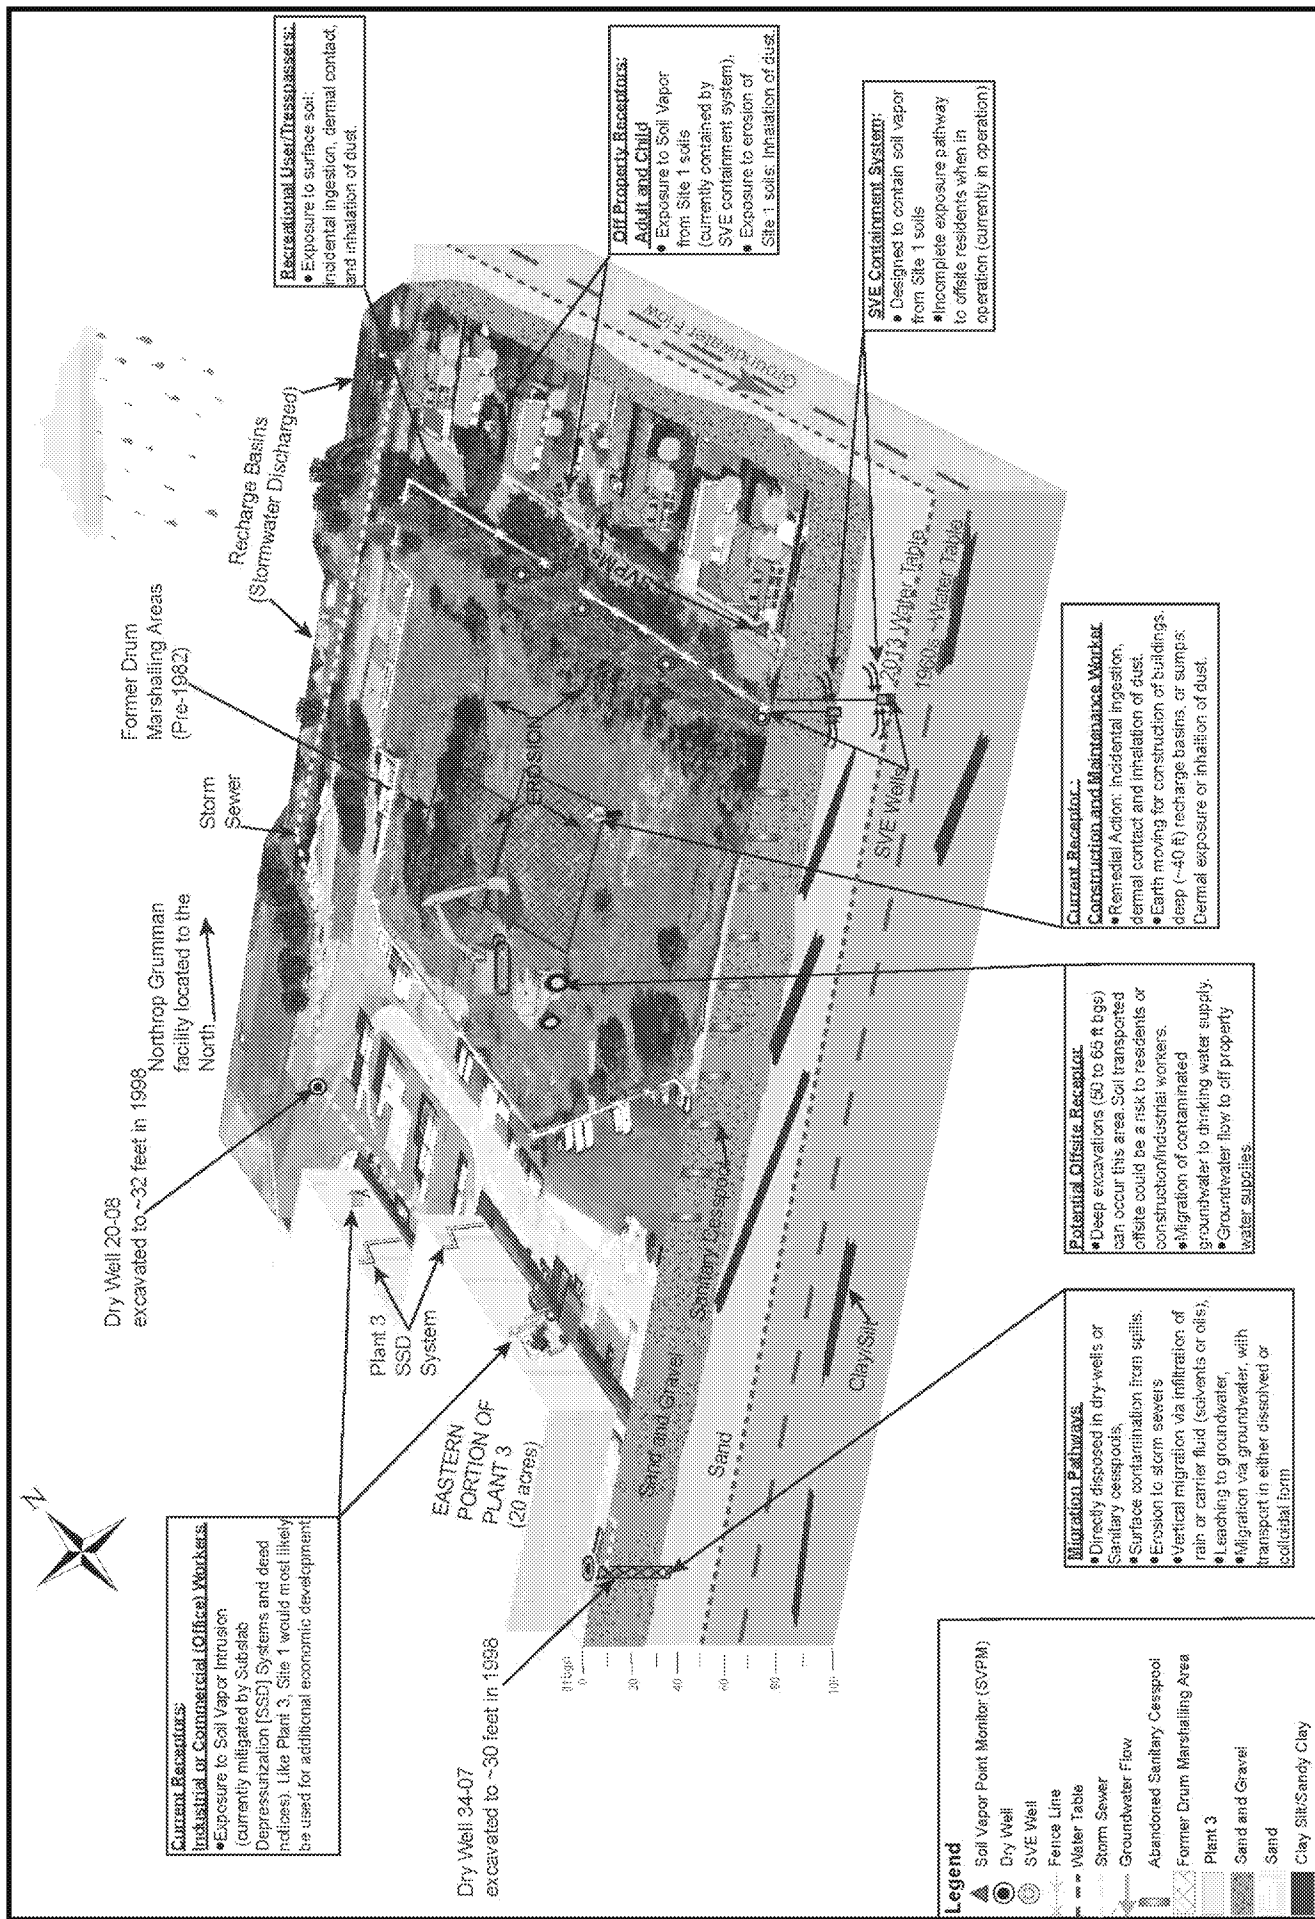 N
Current Receptors:
Industrial or Commercial (Office) Workers
•Exposure to Soil Vapor Intrusion
(currently mitigated by Subslab
Depressurization [SSD] Systems and deed
notices). Like Plant 3, Site 1 would most likely
be used for additional economic development
Dry Well 20-08
excavated to ~32 feet in 1998
Northrop Grumman
facility located to the
North
Storm
Sewer
Former Drum
Marshalling Areas
(Pre-1982)
Recharge Basins
(Stormwater Discharged)
Recreational User/Tresspassers:
• Exposure to surface soil:
incidental ingestion, dermal contact,
and inhalation of dust.
Off Property Receptors:
Adult and Child
• Exposure to Soil Vapor
from Site 1 soils
(currently contained by
SVE containment system),
• Exposure to erosion of
Site 1 soils: Inhalation of dust.
SVE Containment System:
• Designed to contain soil vapor
from Site 1 soils
•Incomplete exposure pathway
to offsite residents when in
operation (currently in operation)
Plant 3
SSD
System
EASTERN
PORTION OF
PLANT 3
(20 acres)
Dry Well 34-07
excavated to ~30 feet in 1998
EROSION
SVPMs
Groundwater Flow
Sanitary Cesspool
Sand and Gravel
Sand
Clay/Silt
SVE Wells
2013 Water Table
1960 Water Table
0
20
40
60
80
100
Migration Pathways
•Directly disposed in dry-wells or
Sanitary cesspools,
•Surface contamination from spills.
•Erosion to storm sewers
•Vertical migration via infiltration of
rain or carrier fluid (solvents or oils),
•Leaching to groundwater,
•Migration via groundwater, with
transport in either dissolved or
colloidal form
Potential Offsite Receptor
•Deep excavations (50 to 65 ft bgs)
can occur this area. Soil transported
offsite could be a risk to residents or
construction/industrial workers.
•Migration of contaminated
groundwater to drinking water supply.
•Groundwater flow to off property
water supplies
Current Receptor:
Construction and Maintenance Worker
•Remedial Action: Incidental ingestion,
dermal contact and inhalation of dust.
•Earth moving for construction of buildings,
deep (~40 ft) recharge basins, or sumps:
Dermal exposure or inhaltion of dust.
Legend
Soil Vapor Point Monitor (SVPM)
Dry Well
SVE Well
Fence Line
Water Table
Storm Sewer
Groundwater Flow
Abandoned Sanitary Cesspool
Former Drum Marshalling Area
Plant 3
Sand and Gravel
Sand
Clay Silt/Sandy Clay